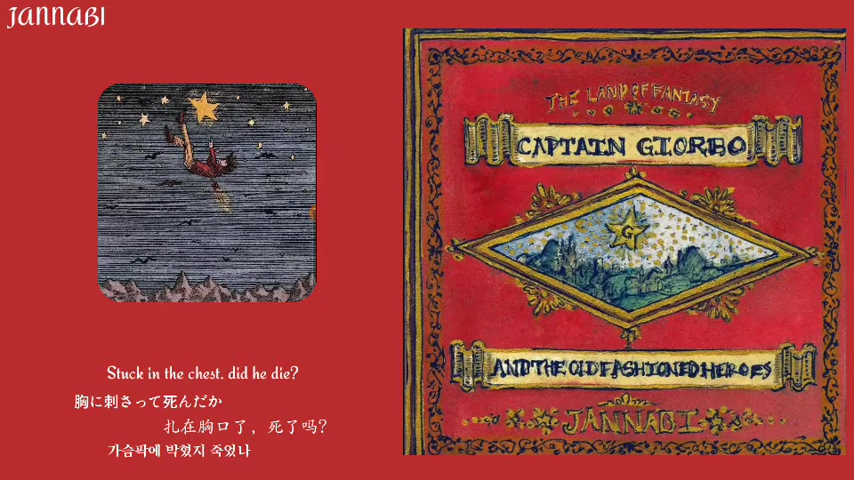 JANNABI
Stuck in the chest. did he die?
胸に刺さって死んだか
扎在胸口了，死了吗？
가슴팍에 박혔지 죽었나
THE LAND OF FANTASY
CAPTAIN GIORBO
G
AND THE OLD FASHIONED HEROES
JANNABI